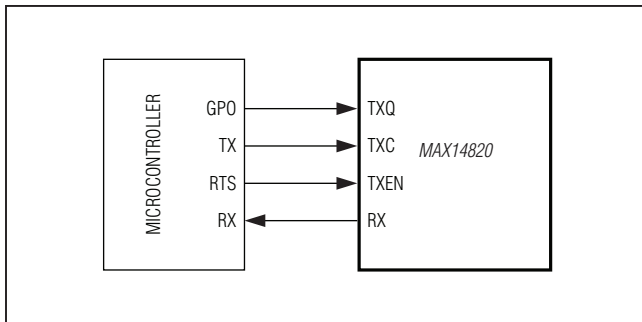 MICROCONTROLLER
GPO
TXQ
TX
TXC
MAX14820
RTS
TXEN
RX
RX